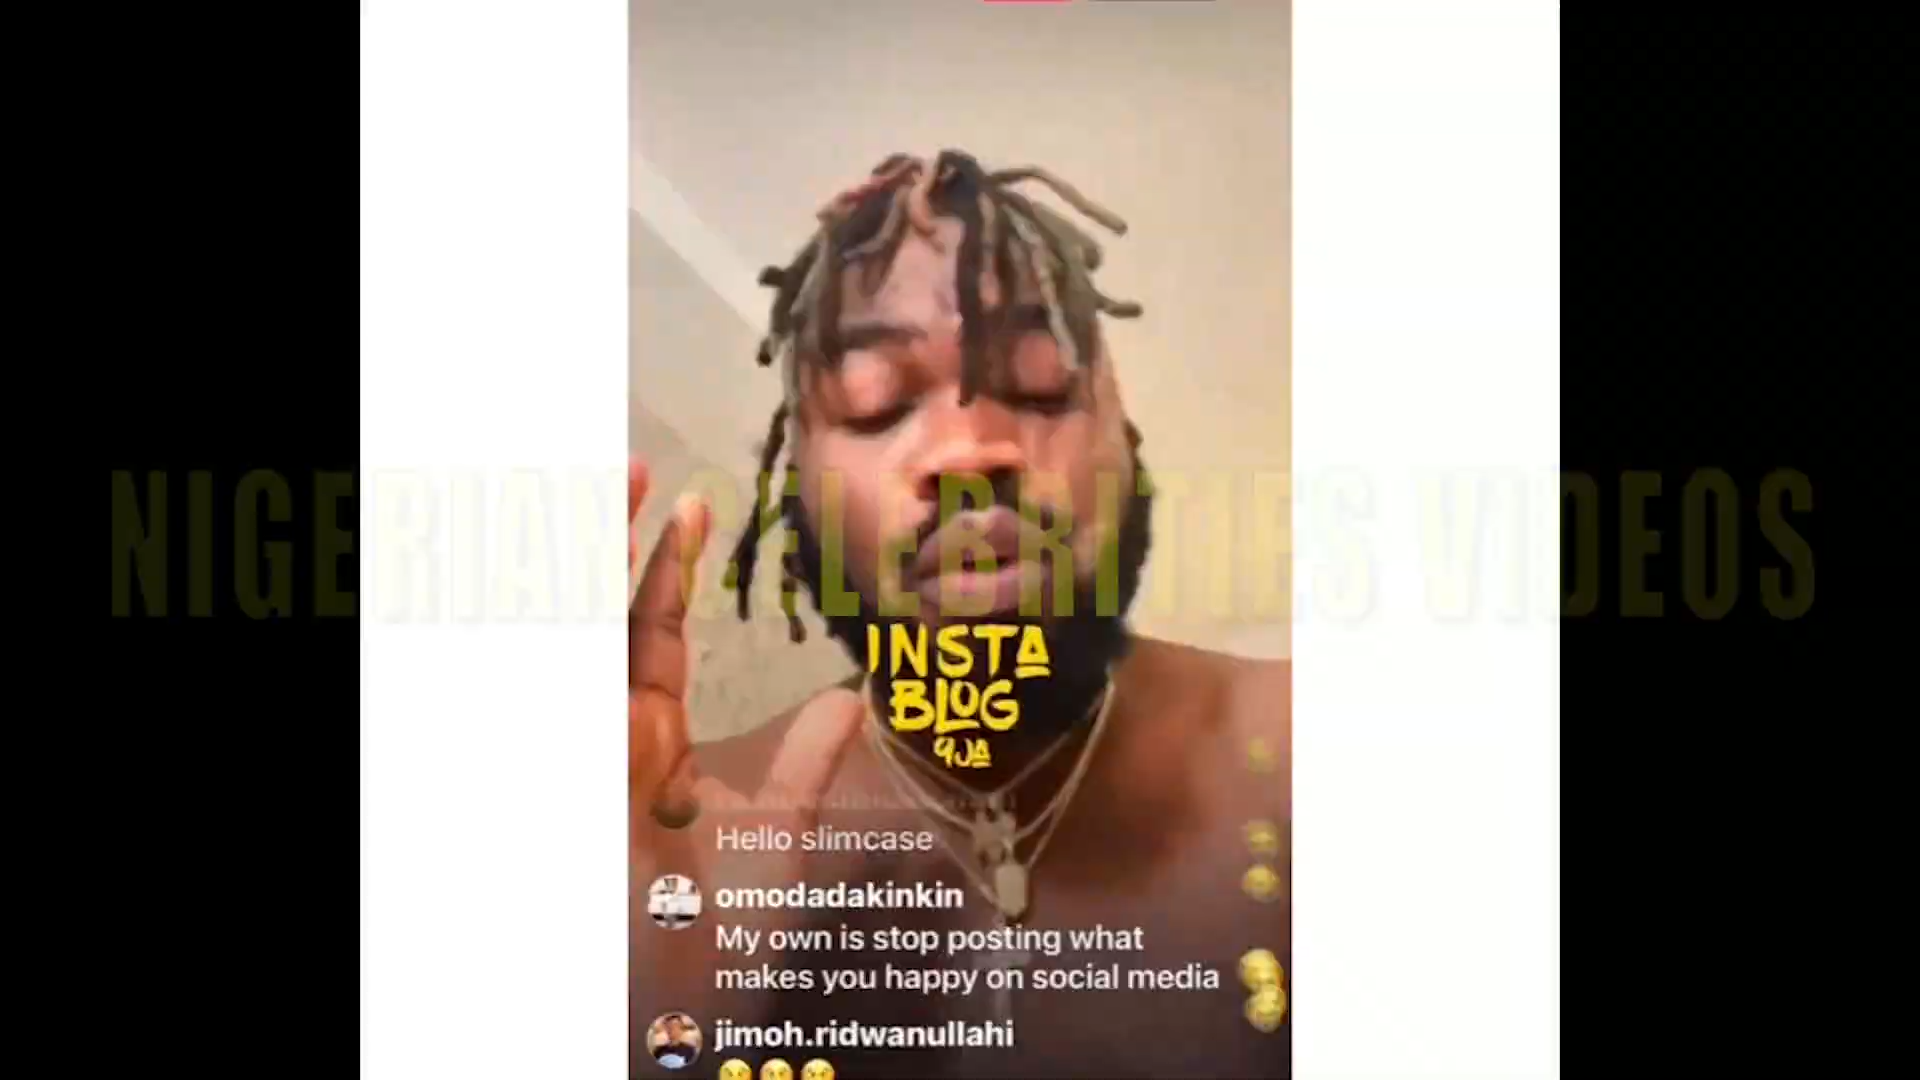 NIGERIAN CELEBRITIES VIDEOS
INSTA
BLOG
9JA
Hello slimcase
omodadakinkin
My own is stop posting what
makes you happy on social media
jimoh.ridwanullahi